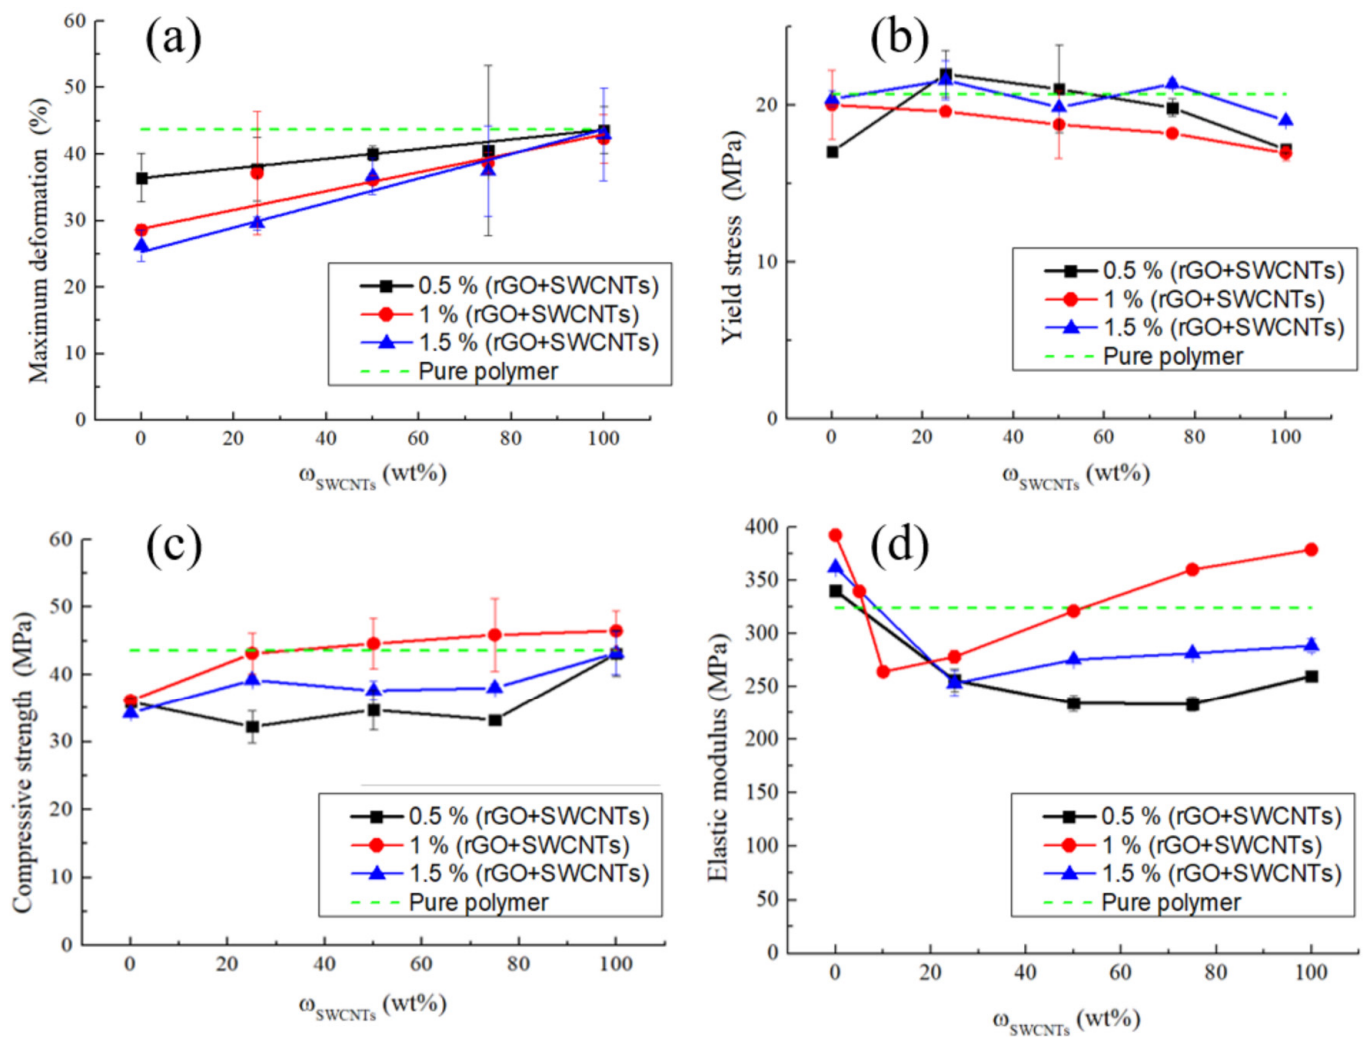 (a)
60
50
40
30
20
10
0
Maximum deformation (%)
0.5 % (rGO+SWCNTs)
1 % (rGO+SWCNTs)
1.5 % (rGO+SWCNTs)
Pure polymer
0 20 40 60 80 100
ωSWCNTs (wt%)
(b)
20
10
0
Yield stress (MPa)
0.5 % (rGO+SWCNTs)
1 % (rGO+SWCNTs)
1.5 % (rGO+SWCNTs)
Pure polymer
0 20 40 60 80 100
ωSWCNTs (wt%)
(c)
60
50
40
30
20
10
0
Compressive strength (MPa)
0.5 % (rGO+SWCNTs)
1 % (rGO+SWCNTs)
1.5 % (rGO+SWCNTs)
Pure polymer
0 20 40 60 80 100
ωSWCNTs (wt%)
(d)
400
350
300
250
200
150
100
50
0
Elastic modulus (MPa)
0.5 % (rGO+SWCNTs)
1 % (rGO+SWCNTs)
1.5 % (rGO+SWCNTs)
Pure polymer
0 20 40 60 80 100
ωSWCNTs (wt%)